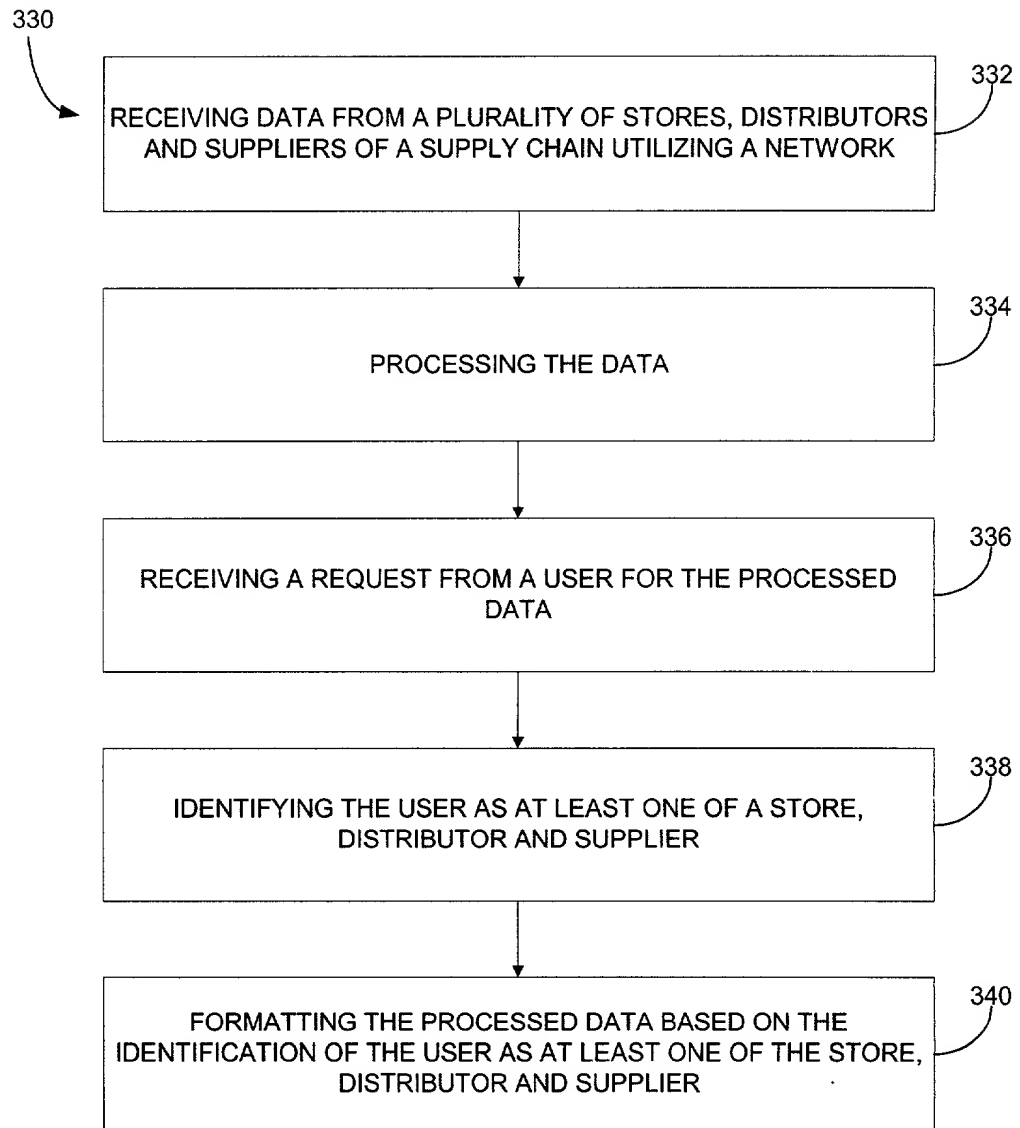 330
332
RECEIVING DATA FROM A PLURALITY OF STORES, DISTRIBUTORS
AND SUPPLIERS OF A SUPPLY CHAIN UTILIZING A NETWORK
334
PROCESSING THE DATA
336
RECEIVING A REQUEST FROM A USER FOR THE PROCESSED
DATA
338
IDENTIFYING THE USER AS AT LEAST ONE OF A STORE,
DISTRIBUTOR AND SUPPLIER
340
FORMATTING THE PROCESSED DATA BASED ON THE
IDENTIFICATION OF THE USER AS AT LEAST ONE OF THE STORE,
DISTRIBUTOR AND SUPPLIER